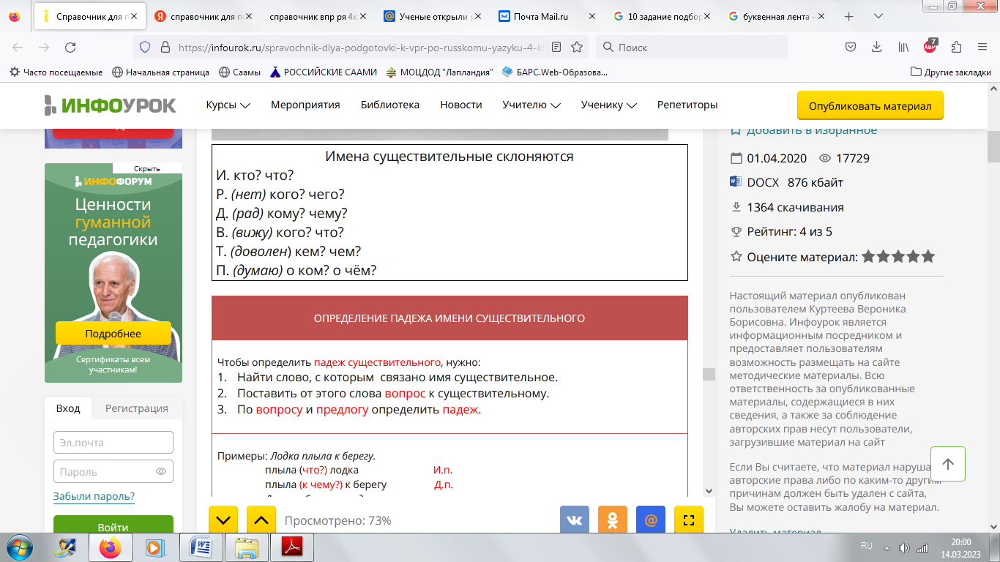 Справочник для п
справочник для по
справочник впр ря 4к
Ученые открыли р
Почта Mail.ru
10 задание подбор
буквенная лента –
https://infourok.ru/spravochnik-dlya-podgotovki-k-vpr-po-russkomu-yazyku-4-k
Поиск
7
ABP
Часто посещаемые
Начальная страница
Саамы
РОССИЙСКИЕ СААМИ
МОЦДОД "Лапландия"
БАРС.Web-Образова...
Другие закладки
ИНФОУРОК
Курсы
Мероприятия
Библиотека
Новости
Учителю
Ученику
Репетиторы
Опубликовать материал
Скрыть
ИНФОФОРУМ
Ценности
гуманной
педагогики
Подробнее
Сертификаты всем
участникам!
Вход
Регистрация
Эл.почта
Пароль
Забыли пароль?
Войти
Имена существительные склоняются
И. кто? что?
Р. (нет) кого? чего?
Д. (рад) кому? чему?
В. (вижу) кого? что?
Т. (доволен) кем? чем?
П. (думаю) о ком? о чём?
ОПРЕДЕЛЕНИЕ ПАДЕЖА ИМЕНИ СУЩЕСТВИТЕЛЬНОГО
Чтобы определить падеж существительного, нужно:
1. Найти слово, с которым связано имя существительное.
2. Поставить от этого слова вопрос к существительному.
3. По вопросу и предлогу определить падеж.
Примеры: Лодка плыла к берегу.
плыла (что?) лодка И.п.
плыла (к чему?) к берегу Д.п.
Просмотрено: 73%
Добавить в избранное
01.04.2020
17729
DOCX 876 кбайт
1364 скачивания
Рейтинг: 4 из 5
Оцените материал:
Настоящий материал опубликован
пользователем Куртеева Вероника
Борисовна. Инфоурок является
информационным посредником и
предоставляет пользователям
возможность размещать на сайте
методические материалы. Всю
ответственность за опубликованные
материалы, содержащиеся в них
сведения, а также за соблюдение
авторских прав несут пользователи,
загрузившие материал на сайт
Если Вы считаете, что материал наруша
авторские права либо по каким-то другим
причинам должен быть удален с сайта,
Вы можете оставить жалобу на материал.
Удалить материал
RU
20:00
14.03.2023